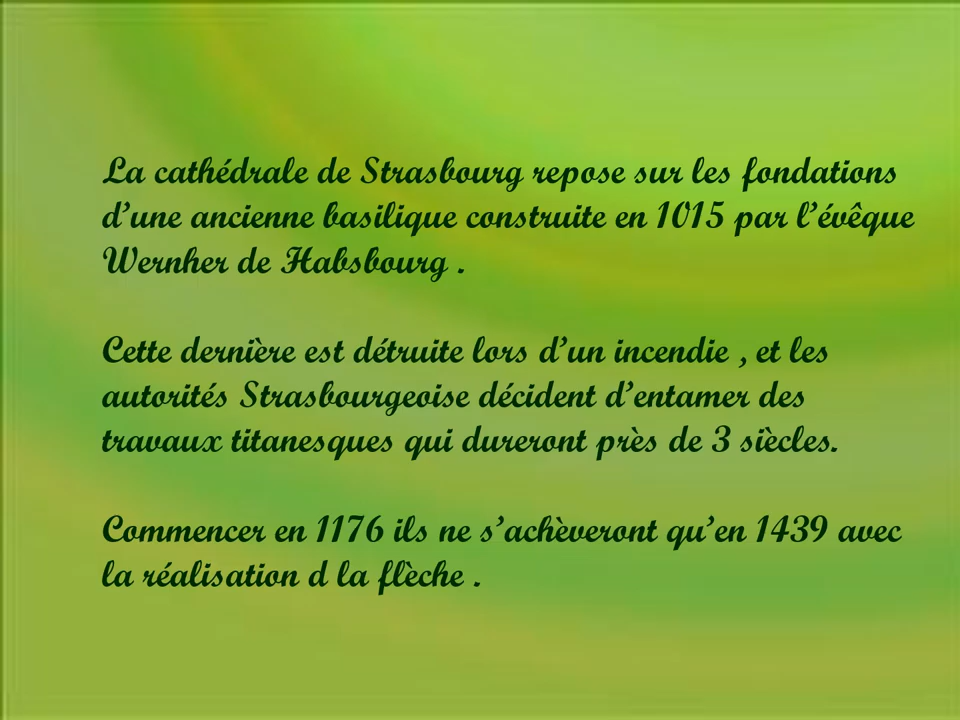 La cathédrale de Strasbourg repose sur les fondations
d’une ancienne basilique construite en 1015 par l’évêque
Wernher de Habsbourg .
Cette dernière est détruite lors d’un incendie , et les
autorités Strasbourgeoise décident d’entamer des
travaux titanesques qui dureront près de 3 siècles.
Commencer en 1176 ils ne s’achèveront qu’en 1439 avec
la réalisation d la flèche .